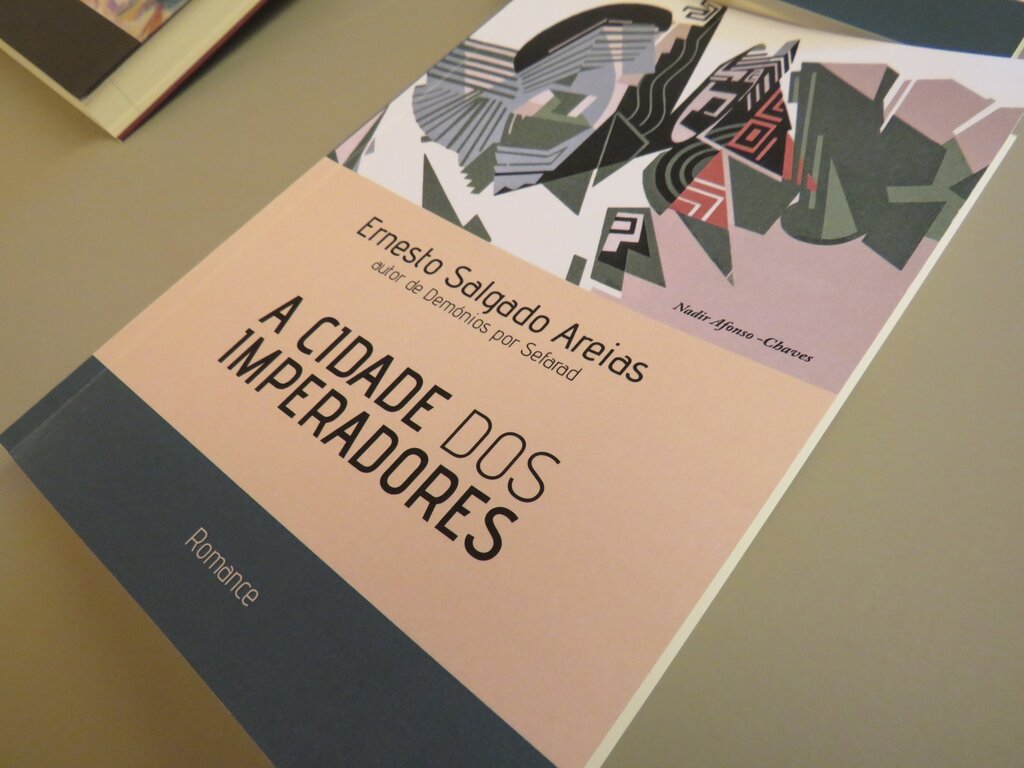 Nadir Afonso - Chaves
Ernesto Salgado Areias
autor de Demónios por Sefarad
A CIDADE DOS
IMPERADORES
Romance